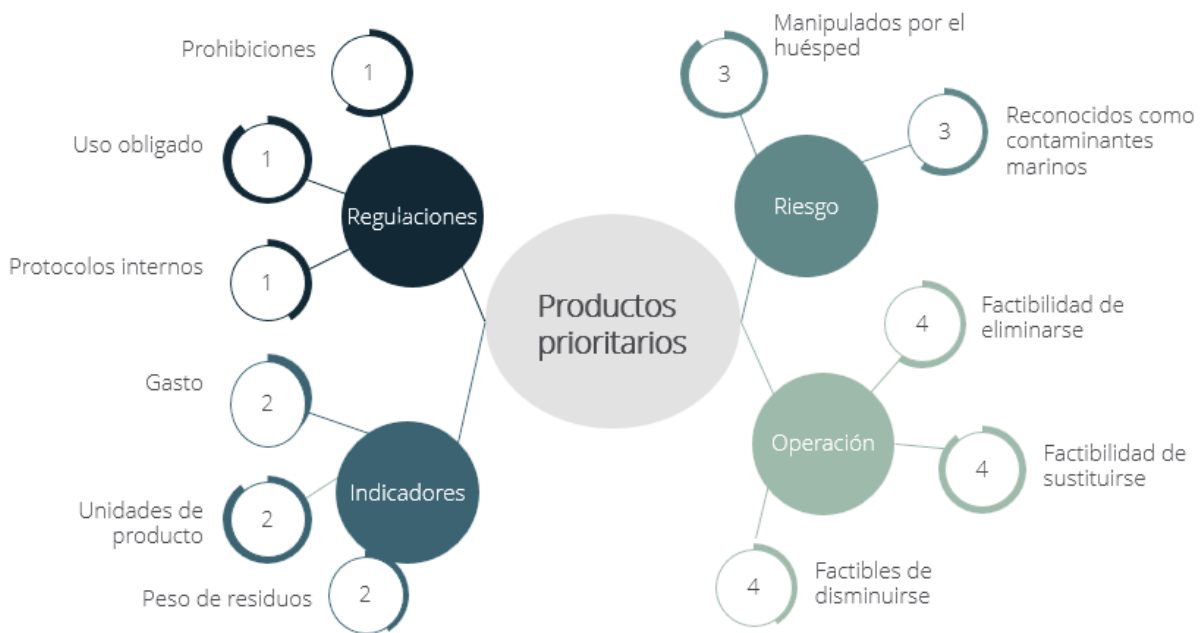 Productos
prioritarios
Regulaciones
Prohibiciones
1
Uso obligado
1
Protocolos internos
1
Indicadores
Gasto
2
Unidades de
producto
2
Peso de residuos
2
Riesgo
Manipulados por el
huésped
3
Reconocidos como
contaminantes
marinos
3
Operación
Factibilidad de
eliminarse
4
Factibilidad de
sustituirse
4
Factibles de
disminuirse
4